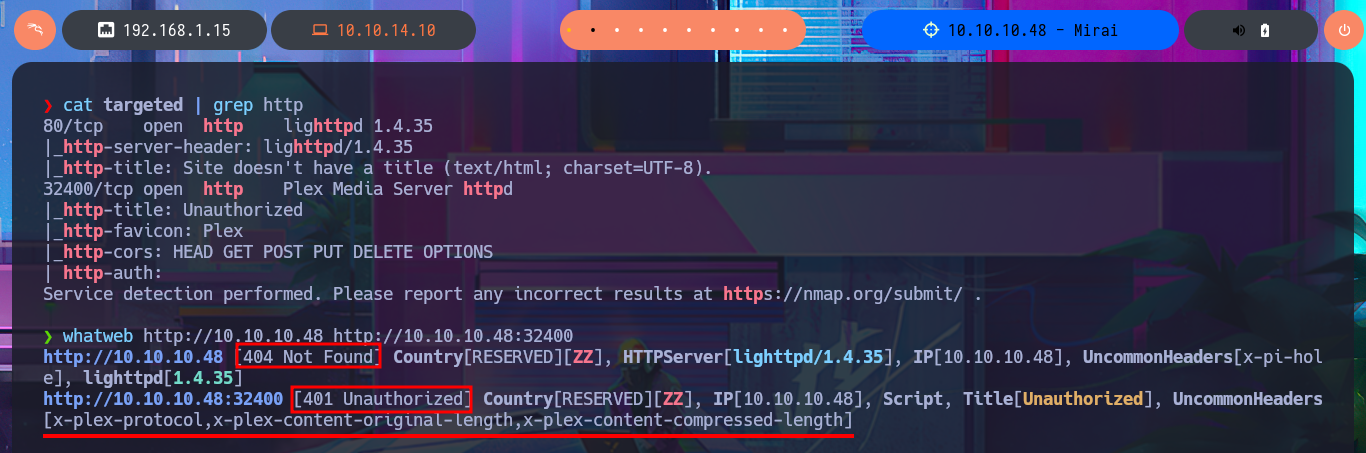 192.168.1.15 10.10.14.10 10.10.10.48 - Mirai
❯ cat targeted | grep http
80/tcp    open  http    lighttpd 1.4.35
|_http-server-header: lighttpd/1.4.35
|_http-title: Site doesn't have a title (text/html; charset=UTF-8).
32400/tcp open  http    Plex Media Server httpd
|_http-title: Unauthorized
|_http-favicon: Plex
|_http-cors: HEAD GET POST PUT DELETE OPTIONS
| http-auth:
Service detection performed. Please report any incorrect results at https://nmap.org/submit/ .
❯ whatweb http://10.10.10.48 http://10.10.10.48:32400
http://10.10.10.48 [404 Not Found] Country[RESERVED][ZZ], HTTPServer[lighttpd/1.4.35], IP[10.10.10.48], UncommonHeaders[x-pi-hol
e], lighttpd[1.4.35]
http://10.10.10.48:32400 [401 Unauthorized] Country[RESERVED][ZZ], IP[10.10.10.48], Script, Title[Unauthorized], UncommonHeaders
[x-plex-protocol,x-plex-content-original-length,x-plex-content-compressed-length]